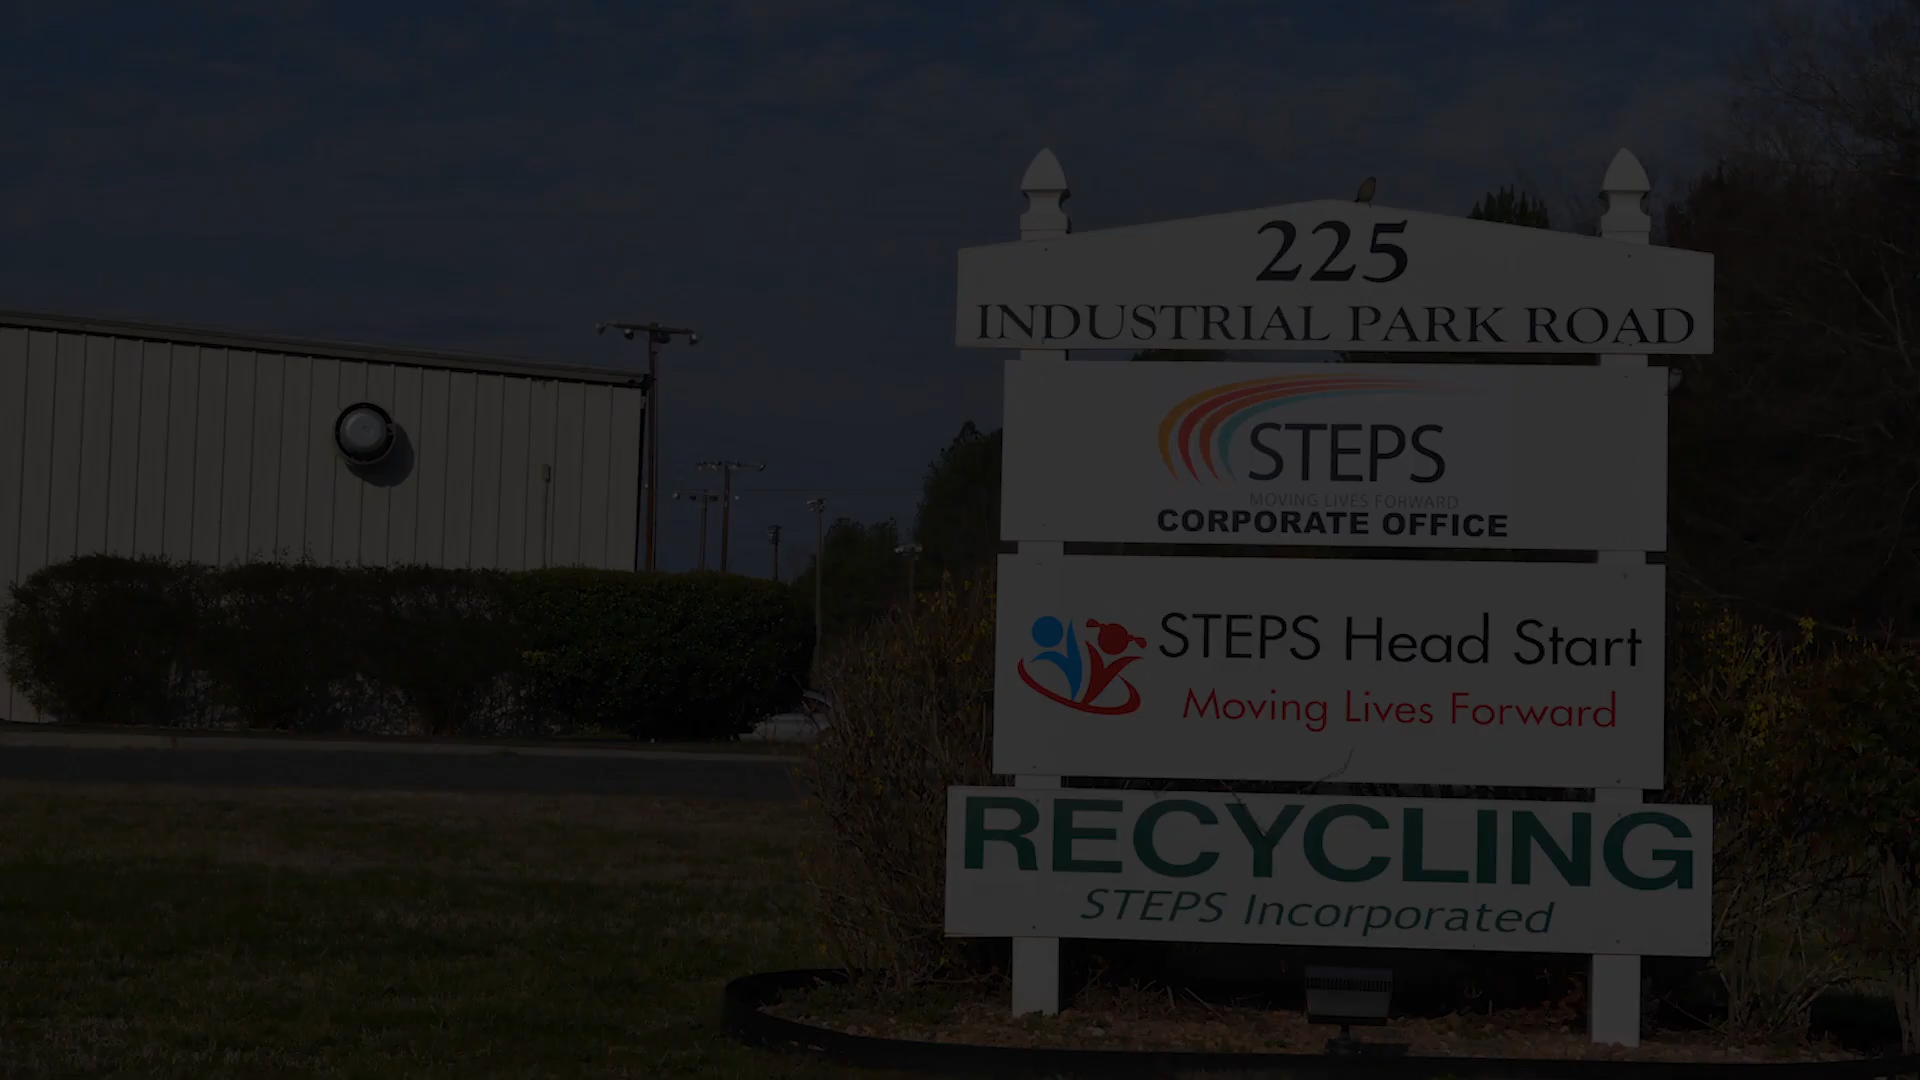 225
INDUSTRIAL PARK ROAD
STEPS
MOVING LIVES FORWARD
CORPORATE OFFICE
STEPS Head Start
Moving Lives Forward
RECYCLING
STEPS Incorporated